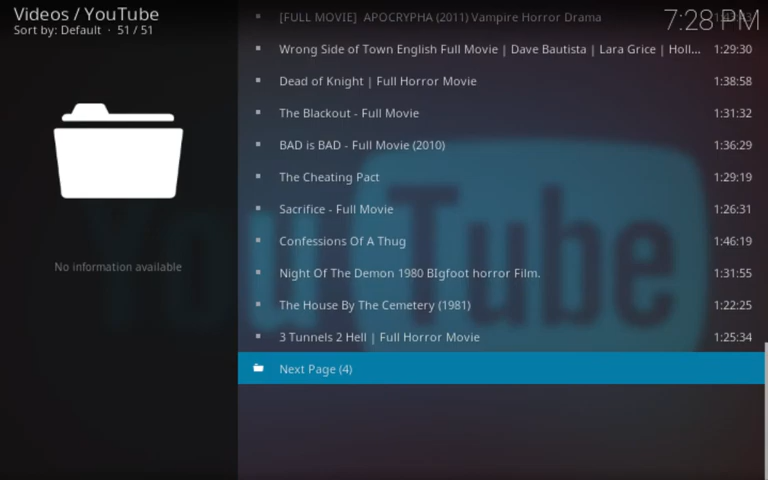 Videos / YouTube
Sort by: Default · 51 / 51
7:28 PM
[FULL MOVIE] APOCRYPHA (2011) Vampire Horror Drama
Wrong Side of Town English Full Movie | Dave Bautista | Lara Grice | Holl... 1:29:30
Dead of Knight | Full Horror Movie 1:38:58
The Blackout - Full Movie 1:31:32
BAD is BAD - Full Movie (2010) 1:36:29
The Cheating Pact 1:29:19
Sacrifice - Full Movie 1:26:31
Confessions Of A Thug 1:46:19
Night Of The Demon 1980 BIgfoot horror Film. 1:31:55
The House By The Cemetery (1981) 1:22:25
3 Tunnels 2 Hell | Full Horror Movie 1:25:34
Next Page (4)
No information available
YouTube